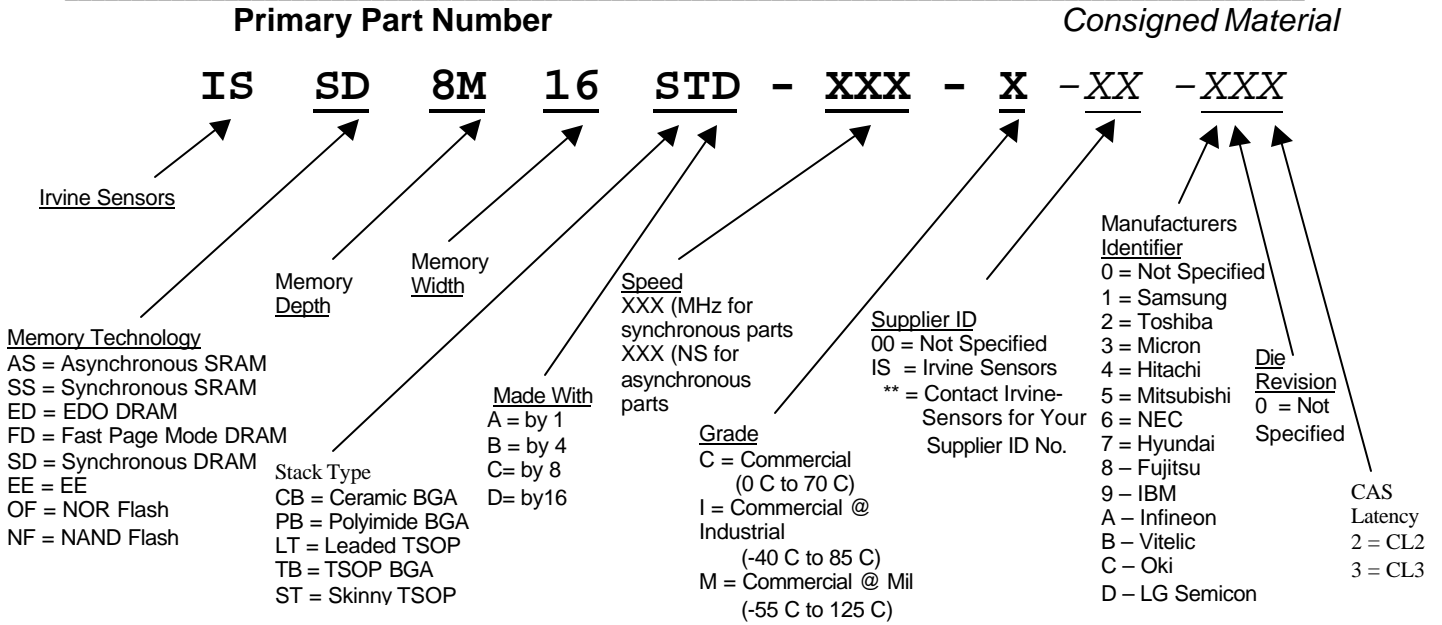 Primary Part Number
Consigned Material
IS SD 8M 16 STD - XXX - X -XX -XXX
Irvine Sensors
Memory Technology
AS = Asynchronous SRAM
SS = Synchronous SRAM
ED = EDO DRAM
FD = Fast Page Mode DRAM
SD = Synchronous DRAM
EE = EE
OF = NOR Flash
NF = NAND Flash
Memory
Depth
Memory
Width
Stack Type
CB = Ceramic BGA
PB = Polyimide BGA
LT = Leaded TSOP
TB = TSOP BGA
ST = Skinny TSOP
Made With
A = by 1
B = by 4
C= by 8
D= by16
Speed
XXX (MHz for
synchronous parts
XXX (NS for
asynchronous
parts
Grade
C = Commercial
(0 C to 70 C)
I = Commercial @
Industrial
(-40 C to 85 C)
M = Commercial @ Mil
(-55 C to 125 C)
Supplier ID
00 = Not Specified
IS = Irvine Sensors
** = Contact Irvine-
Sensors for Your
Supplier ID No.
Manufacturers
Identifier
0 = Not Specified
1 = Samsung
2 = Toshiba
3 = Micron
4 = Hitachi
5 = Mitsubishi
6 = NEC
7 = Hyundai
8 – Fujitsu
9 – IBM
A – Infineon
B – Vitelic
C – Oki
D – LG Semicon
Die
Revision
0 = Not
Specified
CAS
Latency
2 = CL2
3 = CL3